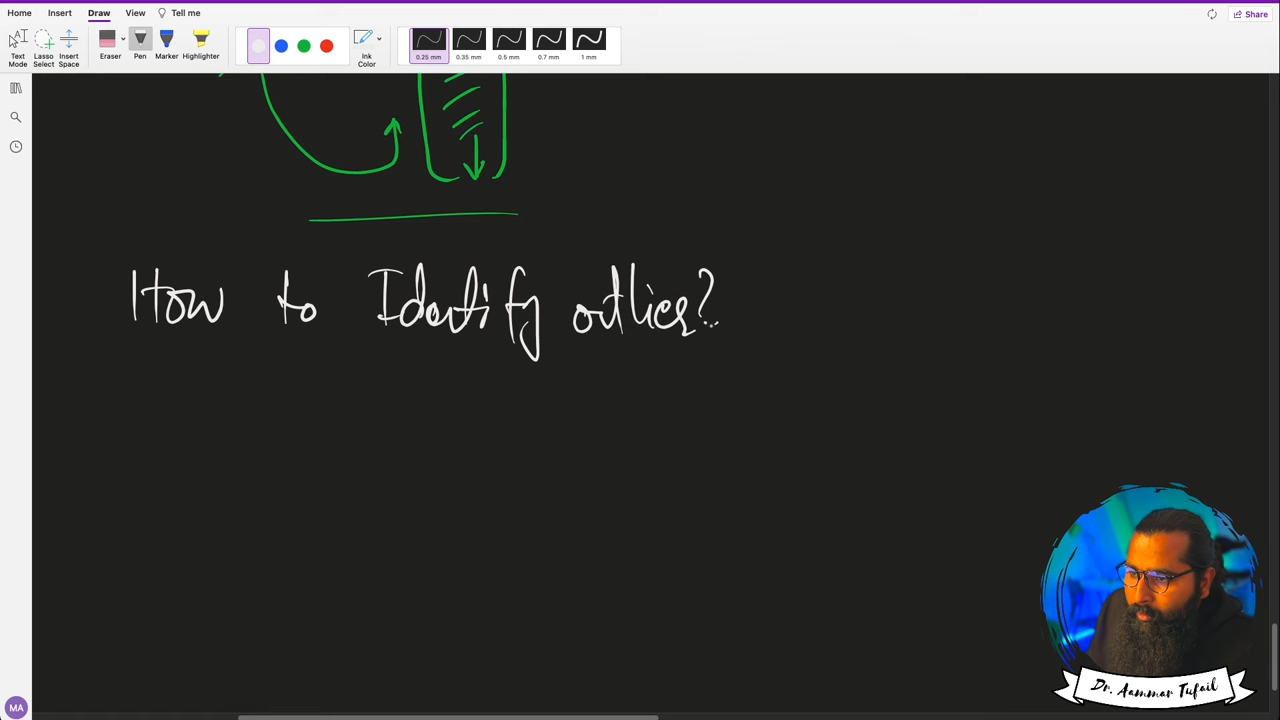 Home Insert Draw View Tell me Share
Text Mode Lasso Select Insert Space Eraser Pen Marker Highlighter Ink Color 0.25 mm 0.35 mm 0.5 mm 0.7 mm 1 mm
How to Identify outlier?
MA
Dr. Aammar Tufail